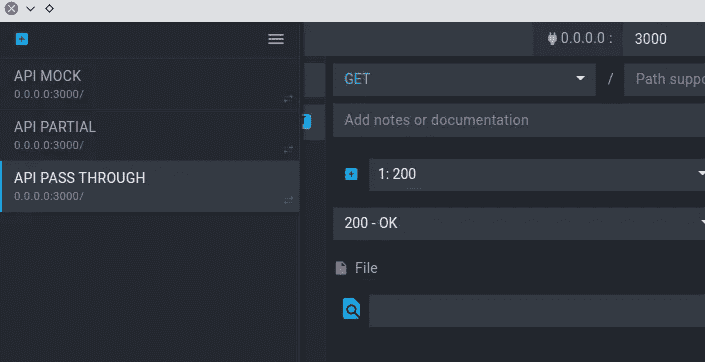 0.0.0.0 : 3000
API MOCK
0.0.0.0:3000/
API PARTIAL
0.0.0.0:3000/
API PASS THROUGH
0.0.0.0:3000/
GET / Path suppo
Add notes or documentation
1: 200
200 - OK
File